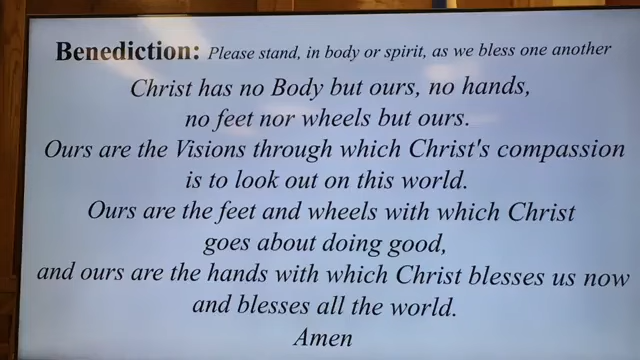 Benediction: Please stand, in body or spirit, as we bless one another
Christ has no Body but ours, no hands,
no feet nor wheels but ours.
Ours are the Visions through which Christ's compassion
is to look out on this world.
Ours are the feet and wheels with which Christ
goes about doing good,
and ours are the hands with which Christ blesses us now
and blesses all the world.
Amen